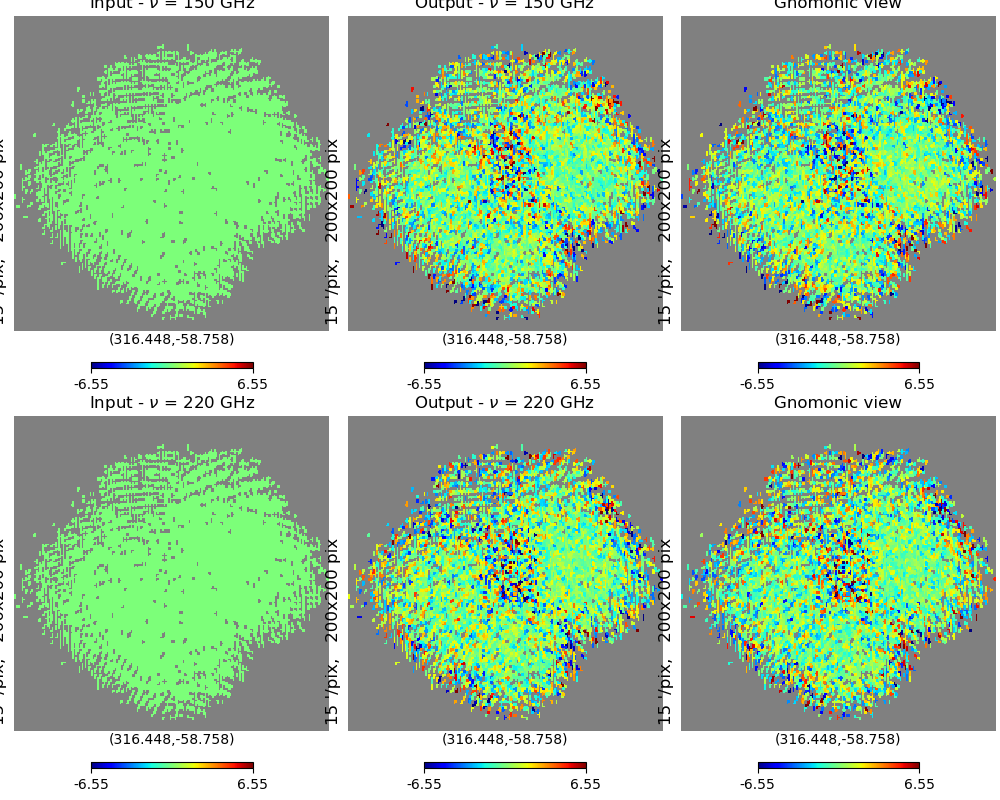 Input - ν = 150 GHz
Output - ν = 150 GHz
Gnomonic view
15 '/pix, 200x200 pix
15 '/pix, 200x200 pix
15 '/pix, 200x200 pix
(316.448,-58.758)
(316.448,-58.758)
(316.448,-58.758)
-6.55 6.55
-6.55 6.55
-6.55 6.55
Input - ν = 220 GHz
Output - ν = 220 GHz
Gnomonic view
15 '/pix, 200x200 pix
15 '/pix, 200x200 pix
15 '/pix, 200x200 pix
(316.448,-58.758)
(316.448,-58.758)
(316.448,-58.758)
-6.55 6.55
-6.55 6.55
-6.55 6.55